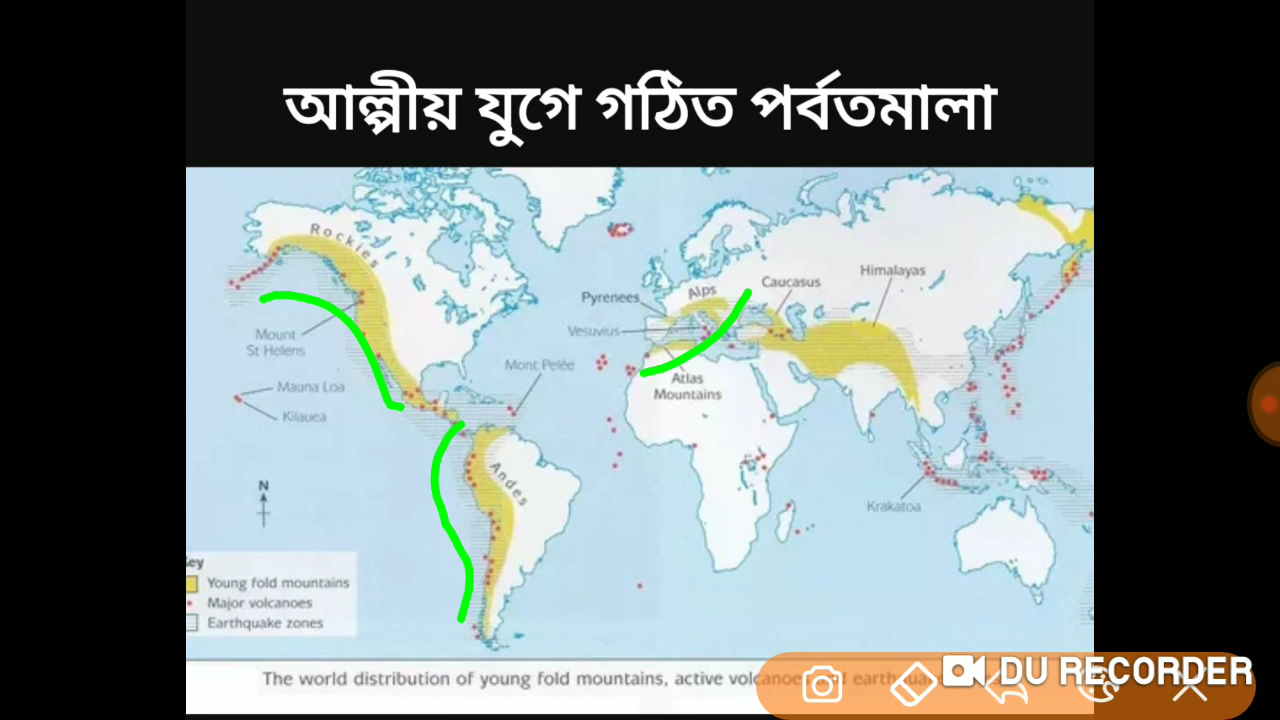 আল্পীয় যুগে গঠিত পর্বতমালা
Rockies
Himalayas
Caucasus
Alps
Pyrenees
Vesuvius
Mount
St Helens
Mont Pelée
Atlas
Mountains
Mauna Loa
Kilauea
Andes
N
Krakatoa
Key
Young fold mountains
Major volcanoes
Earthquake zones
The world distribution of young fold mountains, active
DU RECORDER